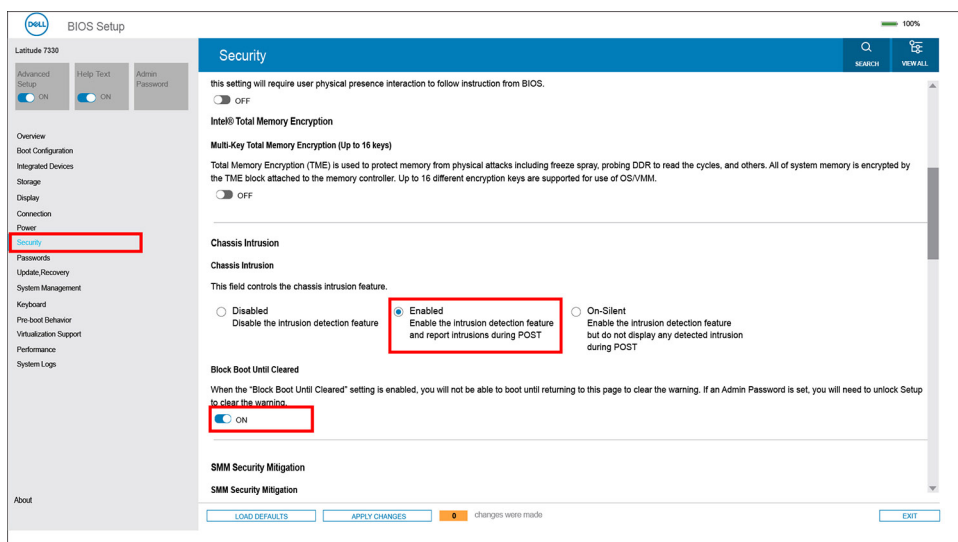 DELL
BIOS Setup
100%
Latitude 7330
Advanced
Setup
ON
Help Text
ON
Admin
Password
Overview
Boot Configuration
Integrated Devices
Storage
Display
Connection
Power
Security
Passwords
Update,Recovery
System Management
Keyboard
Pre-boot Behavior
Virtualization Support
Performance
System Logs
About
Security
SEARCH
VIEW ALL
this setting will require user physical presence interaction to follow instruction from BIOS.
OFF
Intel® Total Memory Encryption
Multi-Key Total Memory Encryption (Up to 16 keys)
Total Memory Encryption (TME) is used to protect memory from physical attacks including freeze spray, probing DDR to read the cycles, and others. All of system memory is encrypted by
the TME block attached to the memory controller. Up to 16 different encryption keys are supported for use of OS/VMM.
OFF
Chassis Intrusion
Chassis Intrusion
This field controls the chassis intrusion feature.
Disabled
Disable the intrusion detection feature
Enabled
Enable the intrusion detection feature
and report intrusions during POST
On-Silent
Enable the intrusion detection feature
but do not display any detected intrusion
during POST
Block Boot Until Cleared
When the "Block Boot Until Cleared" setting is enabled, you will not be able to boot until returning to this page to clear the warning. If an Admin Password is set, you will need to unlock Setup
to clear the warning.
ON
SMM Security Mitigation
SMM Security Mitigation
LOAD DEFAULTS
APPLY CHANGES
0
changes were made
EXIT